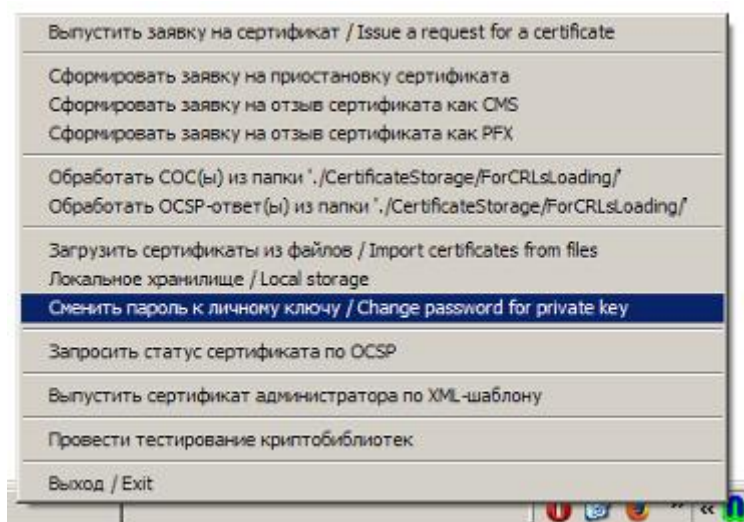 Выпустить заявку на сертификат / Issue a request for a certificate
Сформировать заявку на приостановку сертификата
Сформировать заявку на отзыв сертификата как CMS
Сформировать заявку на отзыв сертификата как PFX
Обработать СОС(ы) из папки './CertificateStorage/ForCRLsLoading/'
Обработать OCSP-ответ(ы) из папки './CertificateStorage/ForCRLsLoading/'
Загрузить сертификаты из файлов / Import certificates from files
Локальное хранилище / Local storage
Сменить пароль к личному ключу / Change password for private key
Запросить статус сертификата по OCSP
Выпустить сертификат администратора по XML-шаблону
Провести тестирование криптобиблиотек
Выход / Exit